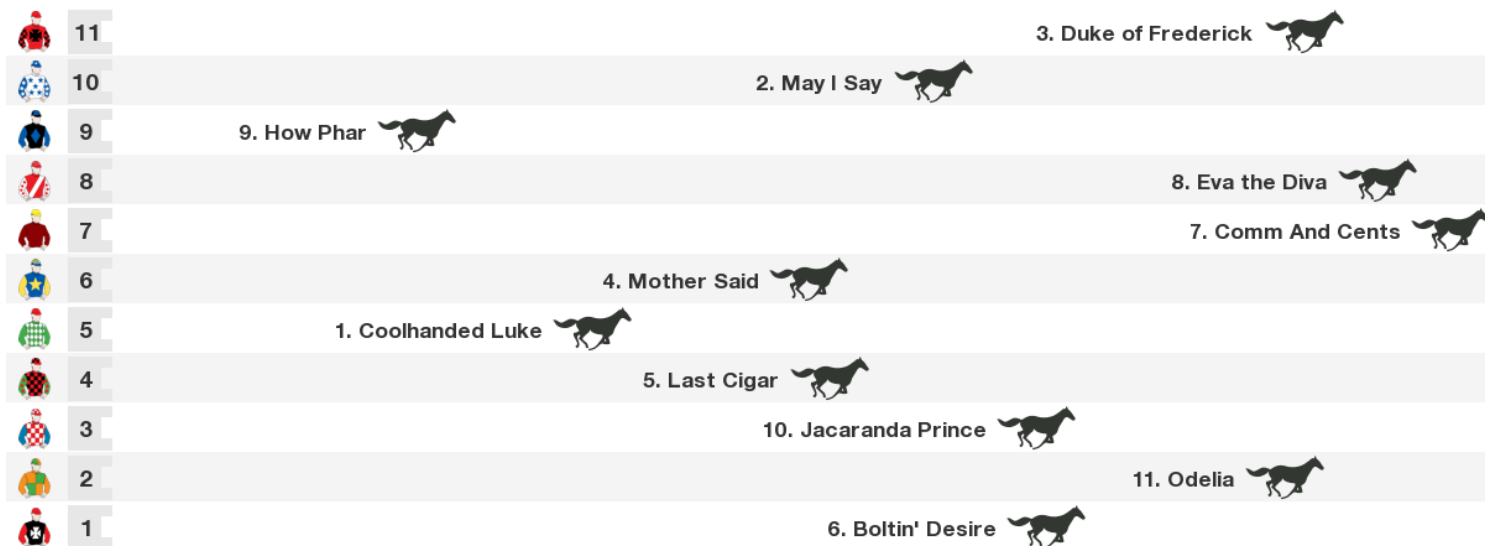 11 3. Duke of Frederick
10 2. May I Say
9 9. How Phar
8 8. Eva the Diva
7 7. Comm And Cents
6 4. Mother Said
5 1. Coolhanded Luke
4 5. Last Cigar
3 10. Jacaranda Prince
2 11. Odelia
1 6. Boltin' Desire